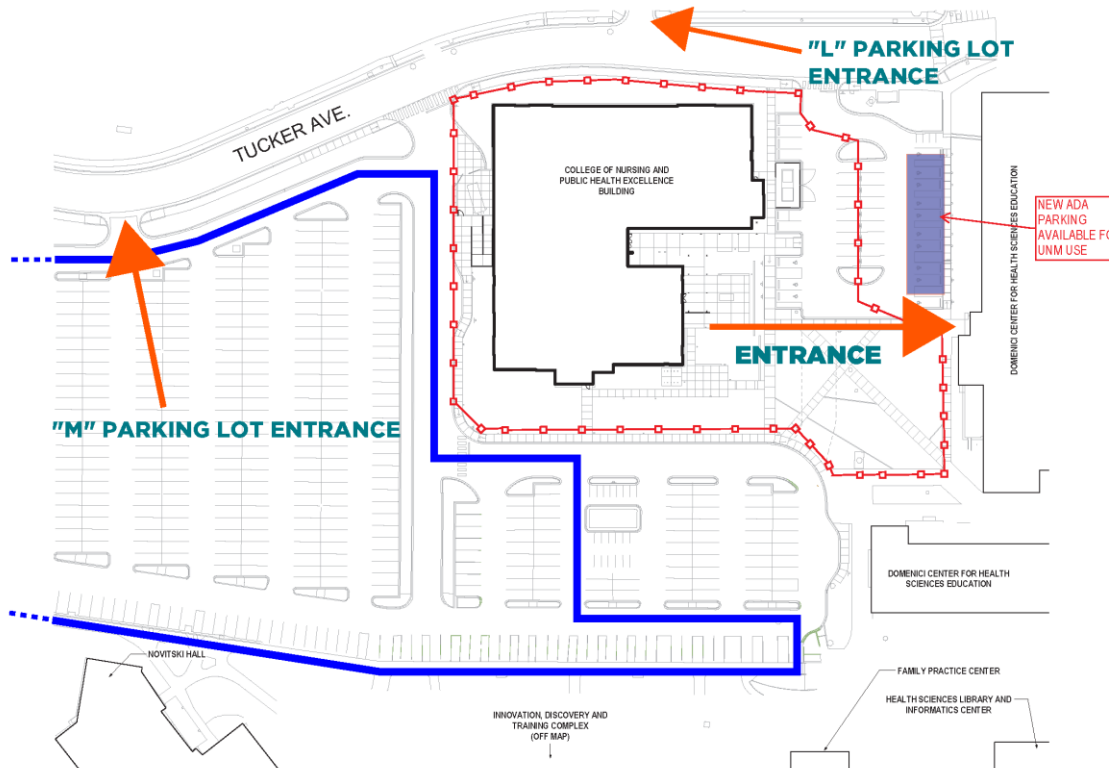 "L" PARKING LOT
ENTRANCE
TUCKER AVE.
COLLEGE OF NURSING AND
PUBLIC HEALTH EXCELLENCE
BUILDING
DOMENICI CENTER FOR HEALTH SCIENCES EDUCATION
NEW ADA
PARKING
AVAILABLE FO
UNM USE
ENTRANCE
"M" PARKING LOT ENTRANCE
DOMENICI CENTER FOR HEALTH
SCIENCES EDUCATION
NOVITSKI HALL
FAMILY PRACTICE CENTER
HEALTH SCIENCES LIBRARY AND
INFORMATICS CENTER
INNOVATION, DISCOVERY AND
TRAINING COMPLEX
(OFF MAP)